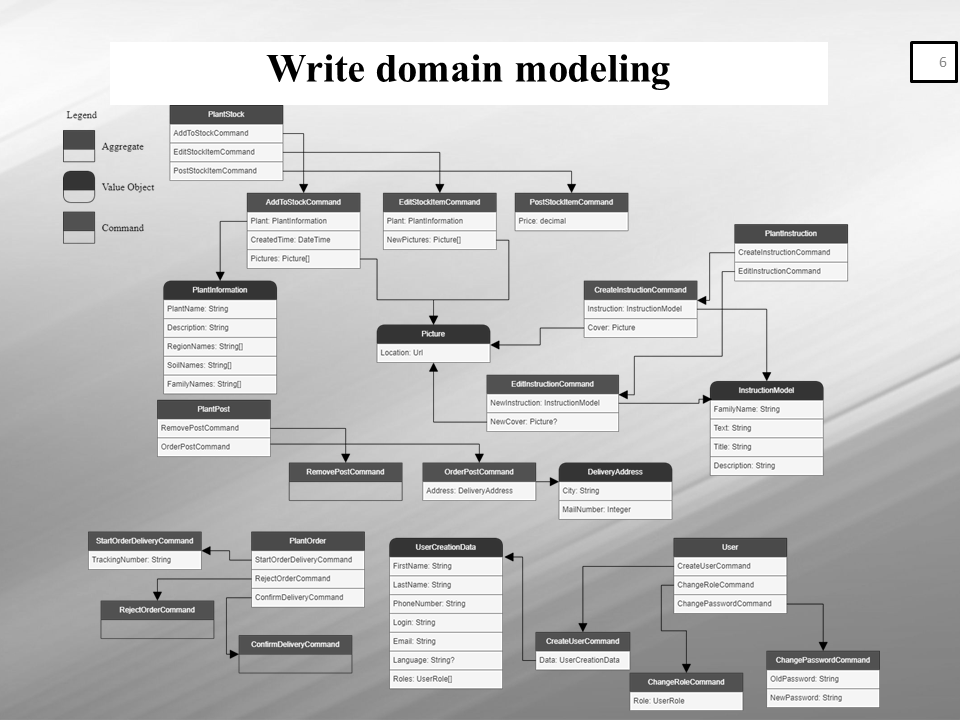 Write domain modeling
6
Legend
Aggregate
Value Object
Command
PlantStock
AddToStockCommand
EditStockItemCommand
PostStockItemCommand
AddToStockCommand
Plant: PlantInformation
CreatedTime: DateTime
Pictures: Picture[]
EditStockItemCommand
Plant: PlantInformation
NewPictures: Picture[]
PostStockItemCommand
Price: decimal
PlantInstruction
CreateInstructionCommand
EditInstructionCommand
PlantInformation
PlantName: String
Description: String
RegionNames: String[]
SoilNames: String[]
FamilyNames: String[]
Picture
Location: Url
CreateInstructionCommand
Instruction: InstructionModel
Cover: Picture
EditInstructionCommand
NewInstruction: InstructionModel
NewCover: Picture?
InstructionModel
FamilyName: String
Text: String
Title: String
Description: String
PlantPost
RemovePostCommand
OrderPostCommand
RemovePostCommand
OrderPostCommand
Address: DeliveryAddress
DeliveryAddress
City: String
MailNumber: Integer
StartOrderDeliveryCommand
TrackingNumber: String
PlantOrder
StartOrderDeliveryCommand
RejectOrderCommand
ConfirmDeliveryCommand
RejectOrderCommand
ConfirmDeliveryCommand
UserCreationData
FirstName: String
LastName: String
PhoneNumber: String
Login: String
Email: String
Language: String?
Roles: UserRole[]
User
CreateUserCommand
ChangeRoleCommand
ChangePasswordCommand
CreateUserCommand
Data: UserCreationData
ChangeRoleCommand
Role: UserRole
ChangePasswordCommand
OldPassword: String
NewPassword: String